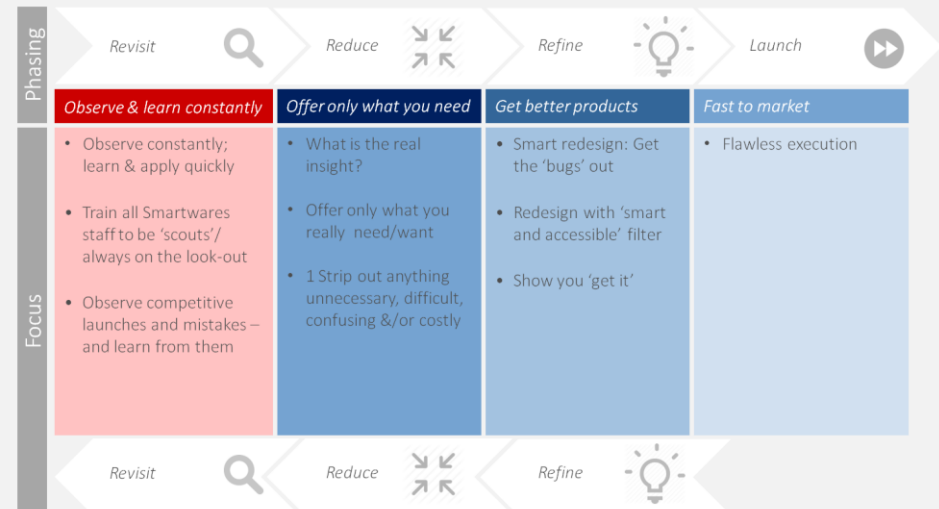 Phasing
Revisit
Reduce
Refine
Launch
Observe & learn constantly
Offer only what you need
Get better products
Fast to market
Focus
• Observe constantly;
learn & apply quickly
• Train all Smartwares
staff to be ‘scouts’/
always on the look-out
• Observe competitive
launches and mistakes –
and learn from them
• What is the real
insight?
• Offer only what you
really need/want
• 1 Strip out anything
unnecessary, difficult,
confusing &/or costly
• Smart redesign: Get
the ‘bugs’ out
• Redesign with ‘smart
and accessible’ filter
• Show you ‘get it’
• Flawless execution
Revisit
Reduce
Refine